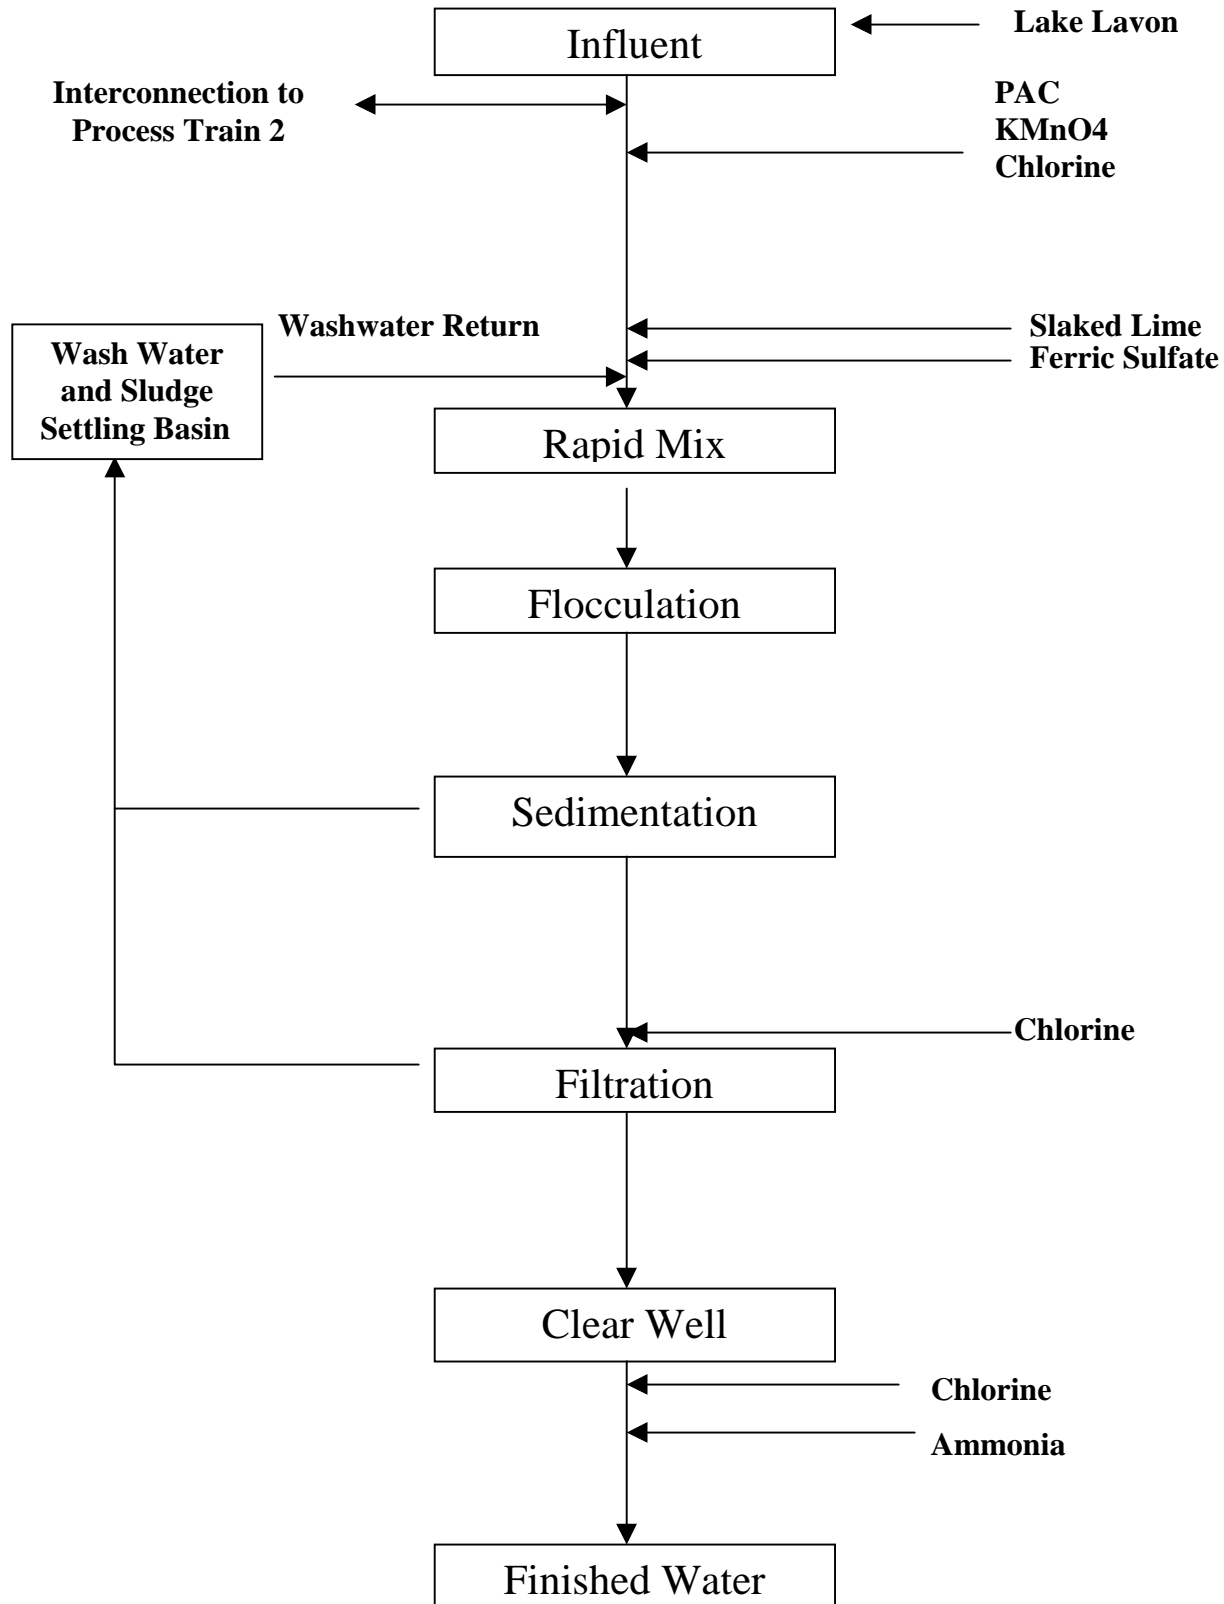 Influent
Lake Lavon
Interconnection to
Process Train 2
PAC
KMnO4
Chlorine
Washwater Return
Slaked Lime
Ferric Sulfate
Wash Water
and Sludge
Settling Basin
Rapid Mix
Flocculation
Sedimentation
Chlorine
Filtration
Clear Well
Chlorine
Ammonia
Finished Water